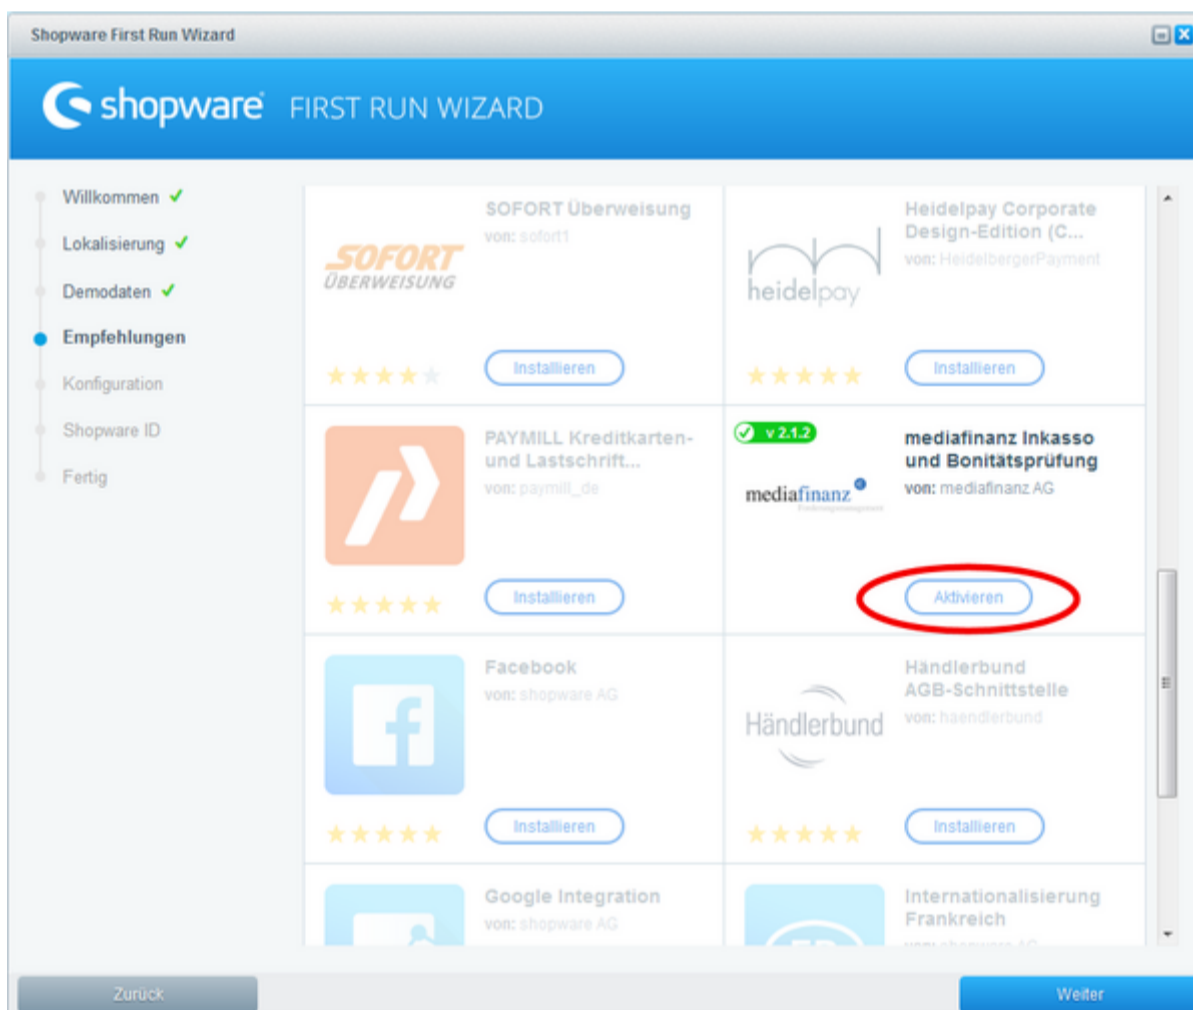 Shopware First Run Wizard
shopware FIRST RUN WIZARD
Willkommen
Lokalisierung
Demodaten
Empfehlungen
Konfiguration
Shopware ID
Fertig
SOFORT Überweisung
von: sofort1
SOFORT
ÜBERWEISUNG
Installieren
Heidelpay Corporate
Design-Edition (C...
von: HeidelbergerPayment
heidelpay
Installieren
PAYMILL Kreditkarten-
und Lastschrift...
von: paymill_de
Installieren
v 2.1.2
mediafinanz Inkasso
und Bonitätsprüfung
von: mediafinanz AG
mediafinanz
Aktivieren
Facebook
von: shopware AG
Installieren
Händlerbund
AGB-Schnittstelle
von: haendlerbund
Händlerbund
Installieren
Google Integration
von: shopware AG
Internationalisierung
Frankreich
Zurück
Weiter